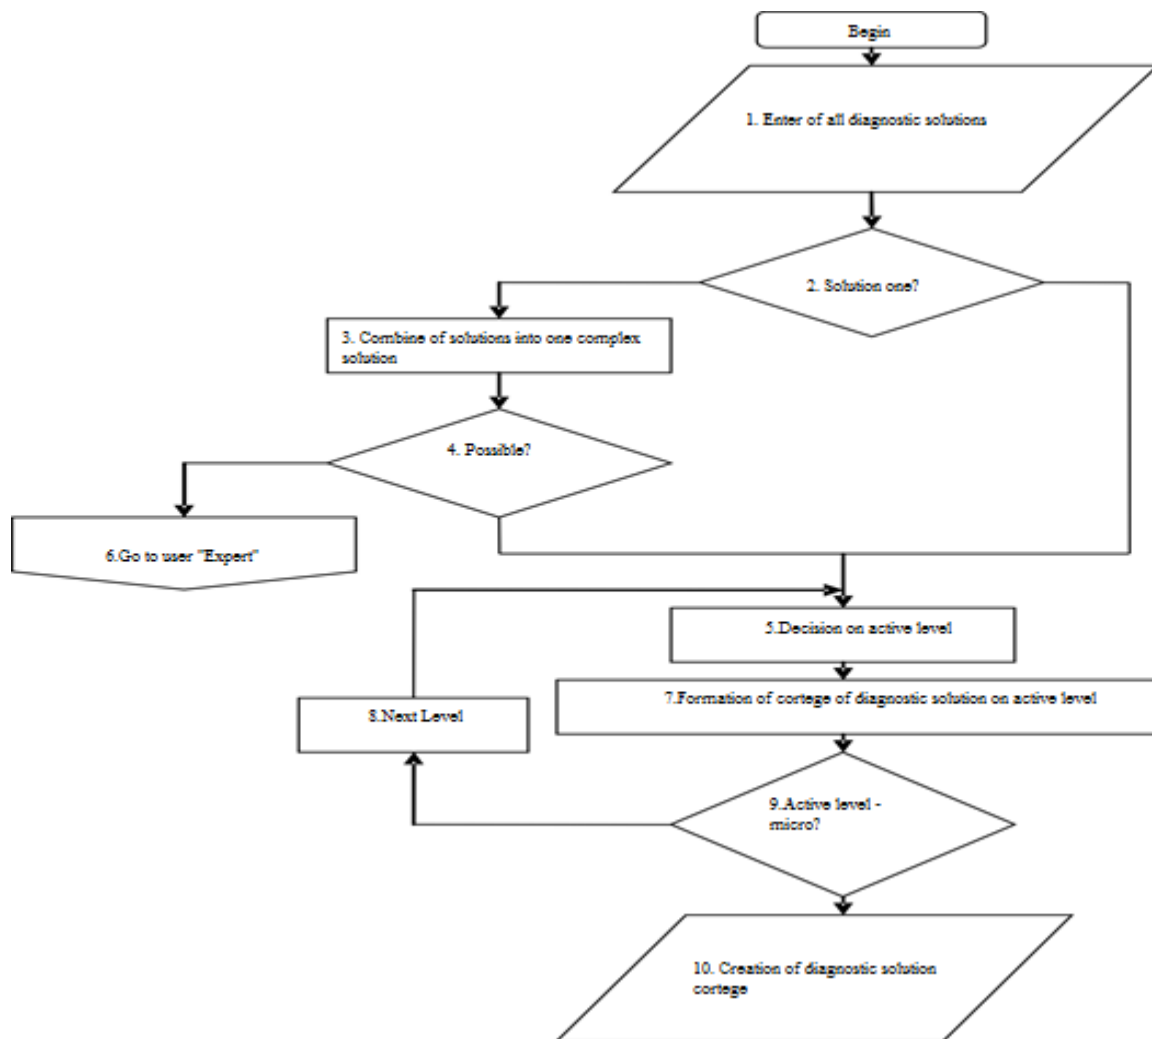 Begin
1. Enter of all diagnostic solutions
2. Solution one?
3. Combine of solutions into one complex
solution
4. Possible?
6.Go to user "Expert"
5.Decision on active level
7.Formation of cortege of diagnostic solution on active level
8.Next Level
9.Active level -
micro?
10. Creation of diagnostic solution
cortege